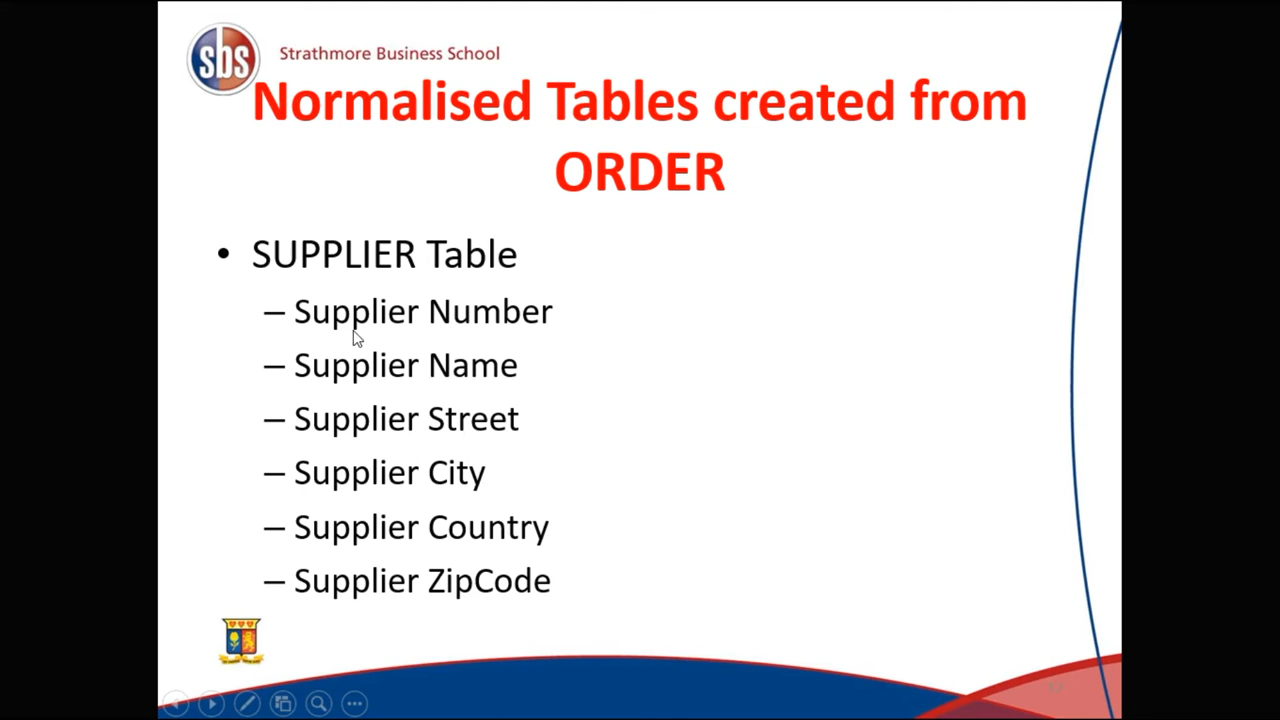 sbs
Strathmore Business School
Normalised Tables created from
ORDER
• SUPPLIER Table
– Supplier Number
– Supplier Name
– Supplier Street
– Supplier City
– Supplier Country
– Supplier ZipCode